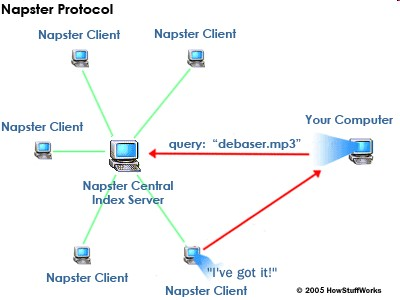 Napster Protocol
Napster Client
Napster Client
Your Computer
Napster Client
query: "debaser.mp3"
Napster Central
Index Server
Napster Client
"I've got it!"
Napster Client
© 2005 HowStuffWorks